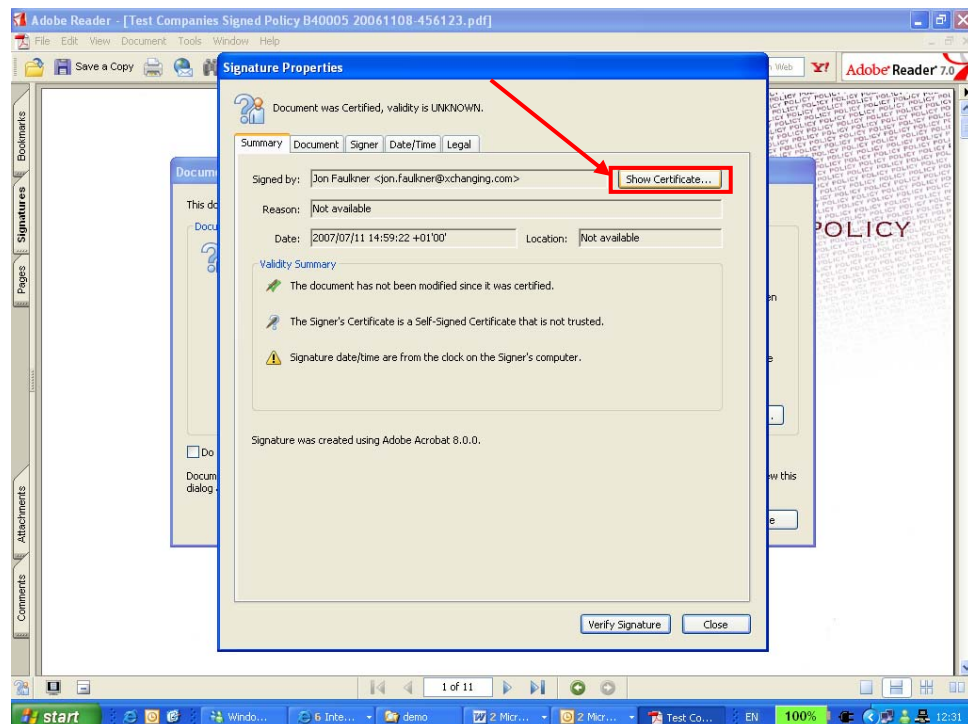 Adobe Reader - [Test Companies Signed Policy B40005 20061108-456123.pdf]
File Edit View Document Tools Window Help
Save a Copy
Web
Y!
Adobe Reader 7.0
Signature Properties
Document was Certified, validity is UNKNOWN.
Summary Document Signer Date/Time Legal
Signed by: Jon Faulkner <jon.faulkner@xchanging.com> Show Certificate...
Reason: Not available
Date: 2007/07/11 14:59:22 +01'00' Location: Not available
Validity Summary
The document has not been modified since it was certified.
The Signer's Certificate is a Self-Signed Certificate that is not trusted.
Signature date/time are from the clock on the Signer's computer.
Signature was created using Adobe Acrobat 8.0.0.
Verify Signature Close
Bookmarks
Signatures
Pages
Attachments
Comments
Docum
This do
Docu
en
e
Do
Docum
dialog
ew this
e
POLICY
1 of 11
start
Windo...
6 Inte...
demo
2 Micr...
2 Micr...
Test Co...
EN
100%
12:31